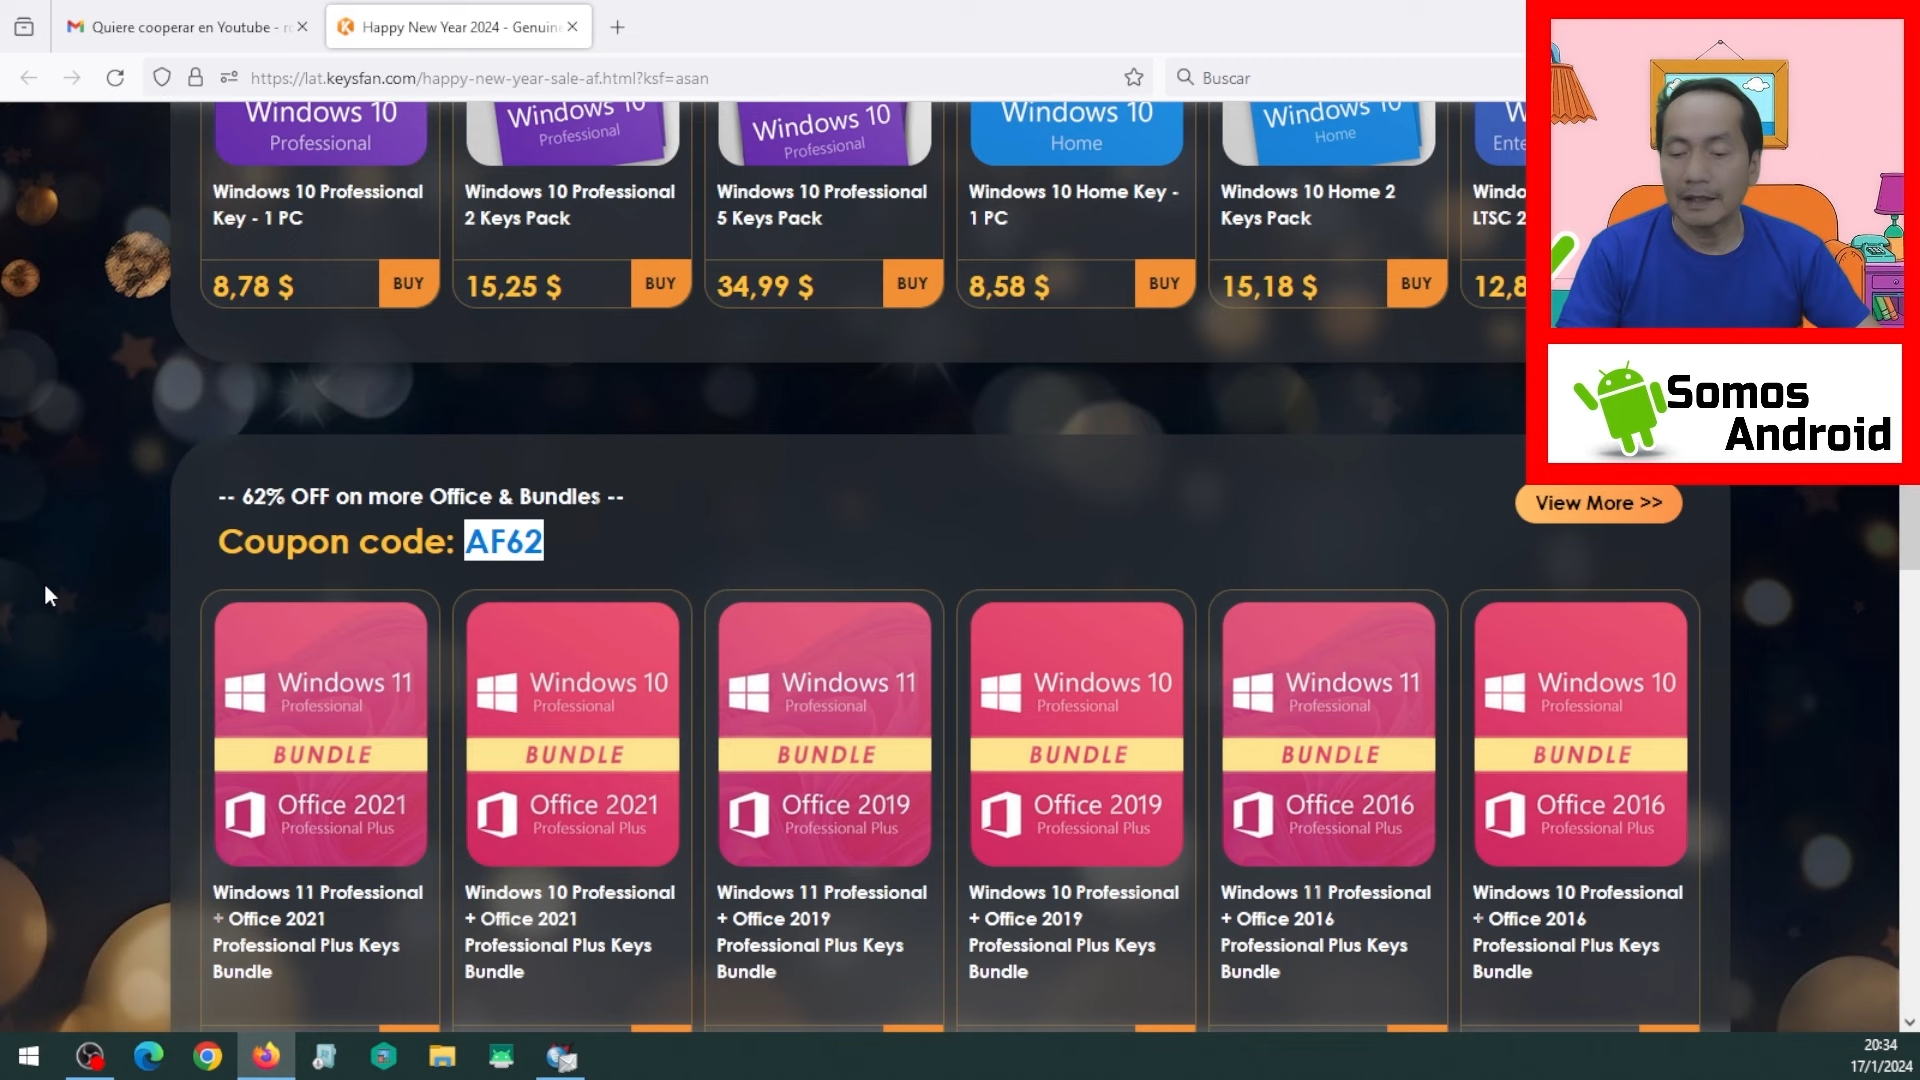 Quiere cooperar en Youtube - ro
Happy New Year 2024 - Genuin
https://lat.keysfan.com/happy-new-year-sale-af.html?ksf=asan
Buscar
Windows 10
Professional
Windows 10
Professional
Windows 10
Professional
Windows 10
Home
Windows 10
Home
W
Ente
Windows 10 Professional
Key - 1 PC
Windows 10 Professional
2 Keys Pack
Windows 10 Professional
5 Keys Pack
Windows 10 Home Key -
1 PC
Windows 10 Home 2
Keys Pack
Windo
LTSC 2
8,78 $
BUY
15,25 $
BUY
34,99 $
BUY
8,58 $
BUY
15,18 $
BUY
12,8
Somos
Android
-- 62% OFF on more Office & Bundles --
View More >>
Coupon code: AF62
Windows 11
Professional
BUNDLE
Office 2021
Professional Plus
Windows 10
Professional
BUNDLE
Office 2021
Professional Plus
Windows 11
Professional
BUNDLE
Office 2019
Professional Plus
Windows 10
Professional
BUNDLE
Office 2019
Professional Plus
Windows 11
Professional
BUNDLE
Office 2016
Professional Plus
Windows 10
Professional
BUNDLE
Office 2016
Professional Plus
Windows 11 Professional
+ Office 2021
Professional Plus Keys
Bundle
Windows 10 Professional
+ Office 2021
Professional Plus Keys
Bundle
Windows 11 Professional
+ Office 2019
Professional Plus Keys
Bundle
Windows 10 Professional
+ Office 2019
Professional Plus Keys
Bundle
Windows 11 Professional
+ Office 2016
Professional Plus Keys
Bundle
Windows 10 Professional
+ Office 2016
Professional Plus Keys
Bundle
20:34
17/1/2024